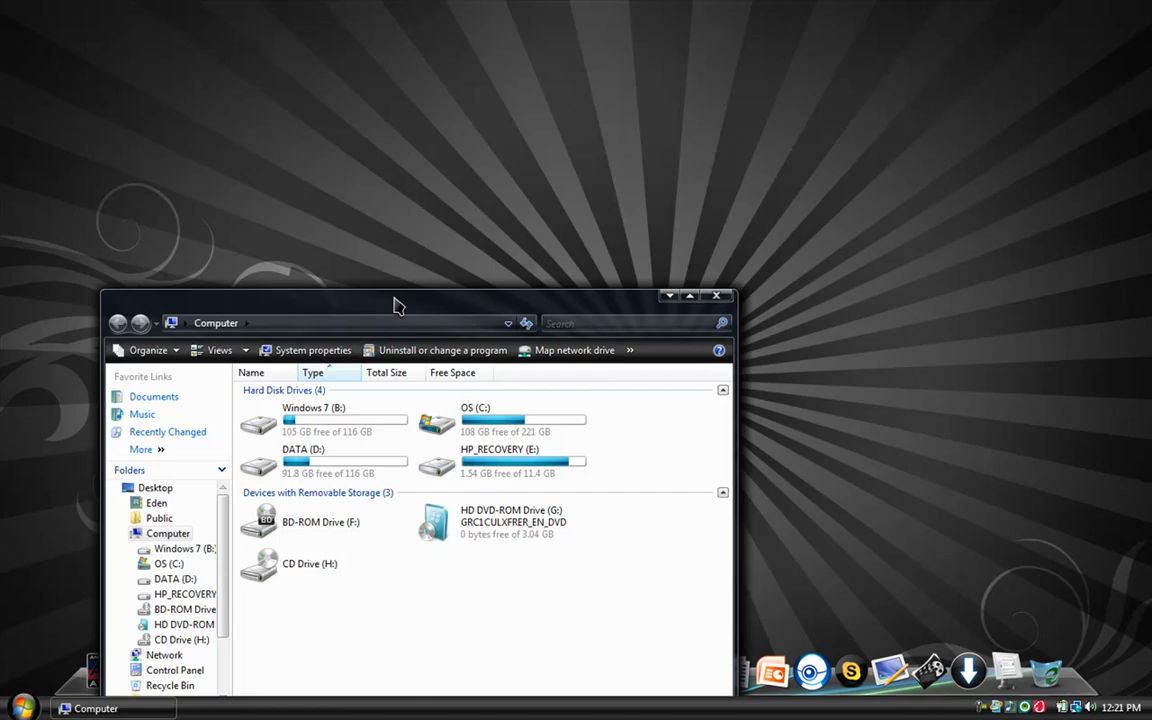 Computer
Search
Organize
Views
System properties
Uninstall or change a program
Map network drive
»
Favorite Links
Documents
Music
Recently Changed
More »
Folders
Desktop
Eden
Public
Computer
Windows 7 (B:)
OS (C:)
DATA (D:)
HP_RECOVERY
BD-ROM Drive
HD DVD-ROM
CD Drive (H:)
Network
Control Panel
Recycle Bin
Name
Type
Total Size
Free Space
Hard Disk Drives (4)
Windows 7 (B:)
105 GB free of 116 GB
OS (C:)
108 GB free of 221 GB
DATA (D:)
91.8 GB free of 116 GB
HP_RECOVERY (E:)
1.54 GB free of 11.4 GB
Devices with Removable Storage (3)
BD
BD-ROM Drive (F:)
HD DVD-ROM Drive (G:)
GRC1CULXFRER_EN_DVD
0 bytes free of 3.04 GB
CD Drive (H:)
Computer
12:21 PM